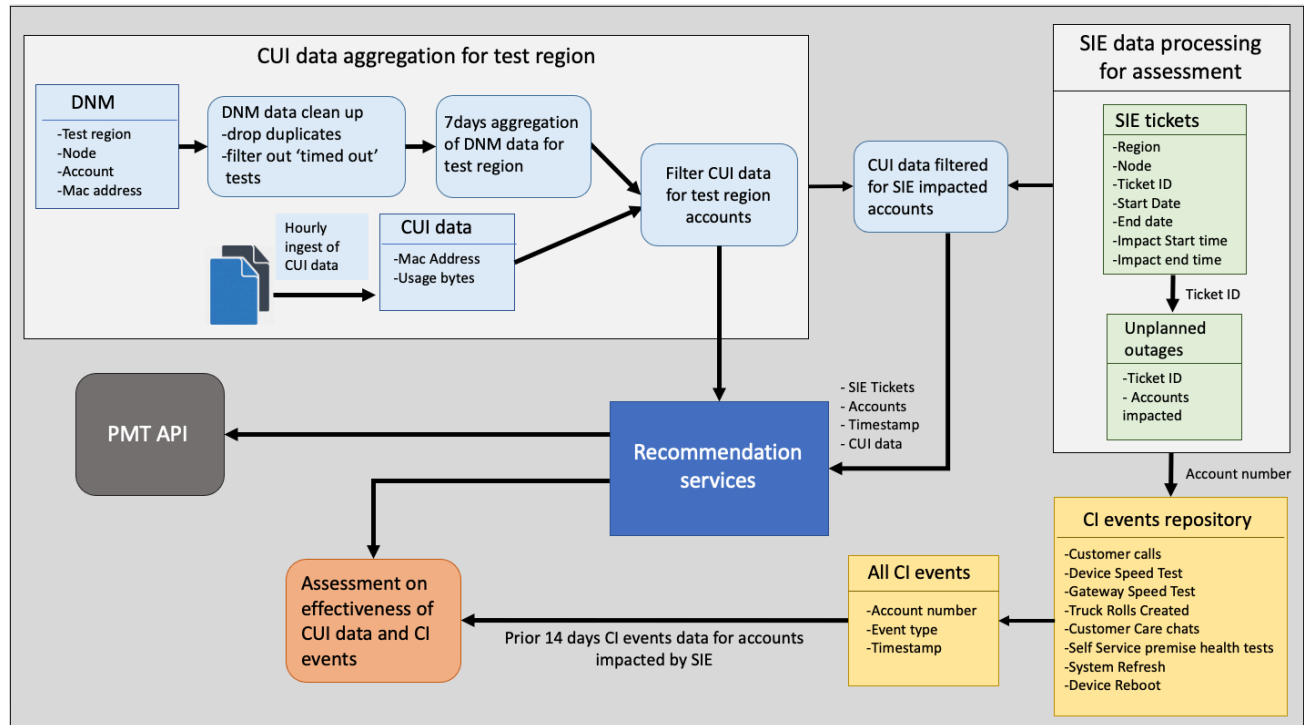 CUI data aggregation for test region
DNM
-Test region
-Node
-Account
-Mac address
DNM data clean up
-drop duplicates
-filter out ‘timed out’
tests
7days aggregation
of DNM data for
test region
Hourly
ingest of
CUI data
CUI data
-Mac Address
-Usage bytes
Filter CUI data
for test region
accounts
CUI data filtered
for SIE impacted
accounts
SIE data processing
for assessment
SIE tickets
-Region
-Node
-Ticket ID
-Start Date
-End date
-Impact Start time
-Impact end time
Ticket ID
Unplanned
outages
-Ticket ID
- Accounts
impacted
PMT API
Recommendation
services
- SIE Tickets
- Accounts
- Timestamp
- CUI data
Account number
CI events repository
-Customer calls
-Device Speed Test
-Gateway Speed Test
-Truck Rolls Created
-Customer Care chats
-Self Service premise health tests
-System Refresh
-Device Reboot
All CI events
-Account number
-Event type
-Timestamp
Prior 14 days CI events data for accounts
impacted by SIE
Assessment on
effectiveness of
CUI data and CI
events